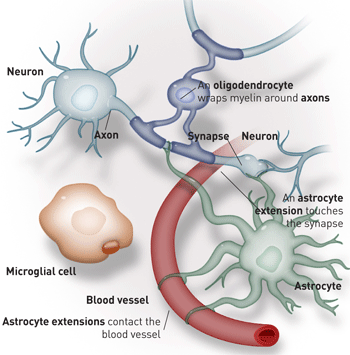 Neuron
An oligodendrocyte
wraps myelin around axons
Axon
Synapse
Neuron
An astrocyte
extension touches
the synapse
Microglial cell
Astrocyte
Blood vessel
Astrocyte extensions contact the
blood vessel